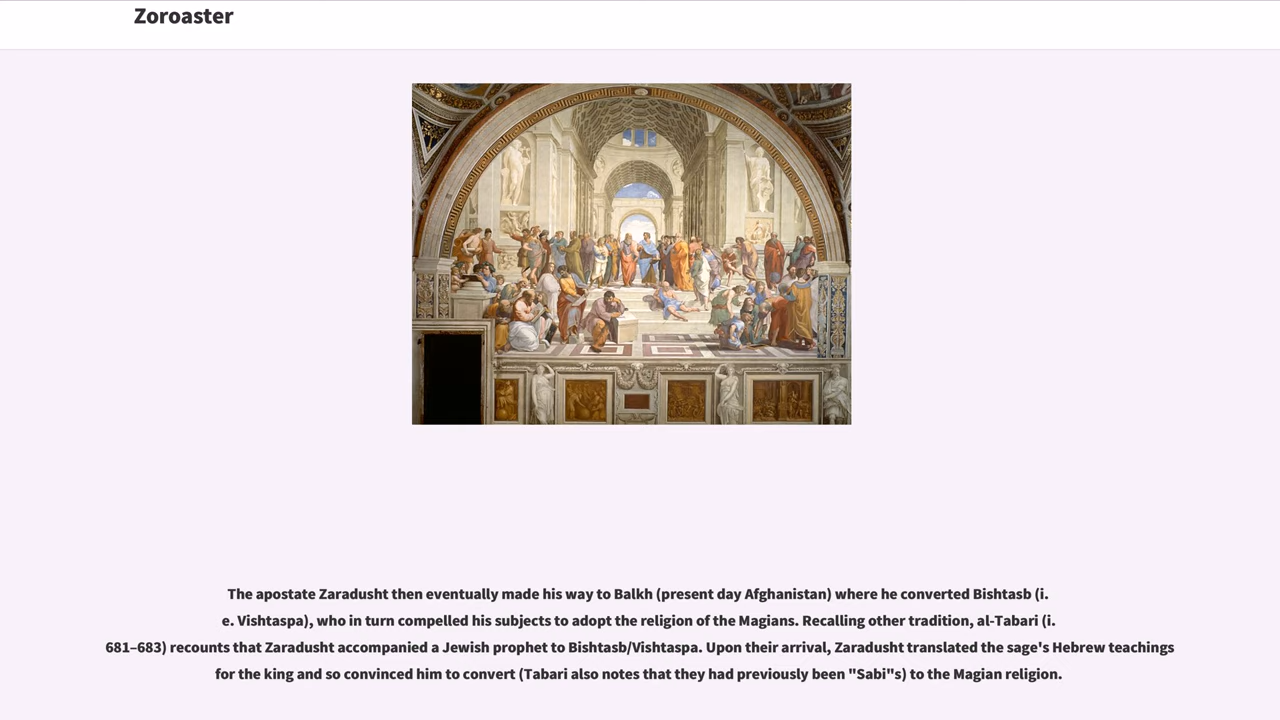 Zoroaster
The apostate Zaradusht then eventually made his way to Balkh (present day Afghanistan) where he converted Bishtasb (i.
e. Vishtaspa), who in turn compelled his subjects to adopt the religion of the Magians. Recalling other tradition, al-Tabari (i.
681–683) recounts that Zaradusht accompanied a Jewish prophet to Bishtasb/Vishtaspa. Upon their arrival, Zaradusht translated the sage's Hebrew teachings
for the king and so convinced him to convert (Tabari also notes that they had previously been "Sabi"s) to the Magian religion.